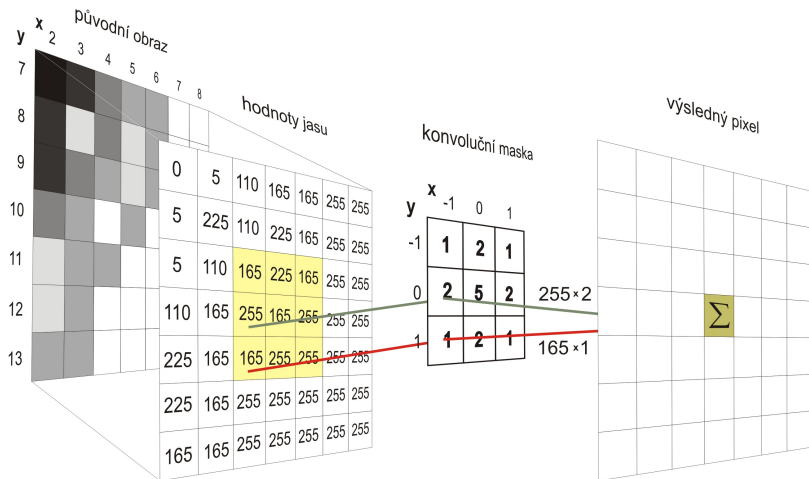 původní obraz
x
2 3 4 5 6 7 8
y
7
8
9
10
11
12
13
hodnoty jasu
0 5 110 165 165 255 255
5 225 110 225 165 255 255
5 110 165 225 165 255 255
110 165 255 165 255 255 255
225 165 165 255 255 255 255
225 165 255 255 255 255 255
165 165 255 255 255 255 255
konvoluční maska
x
-1 0 1
y
-1 1 2 1
0 2 5 2
1 1 2 1
255×2
165×1
výsledný pixel
Σ